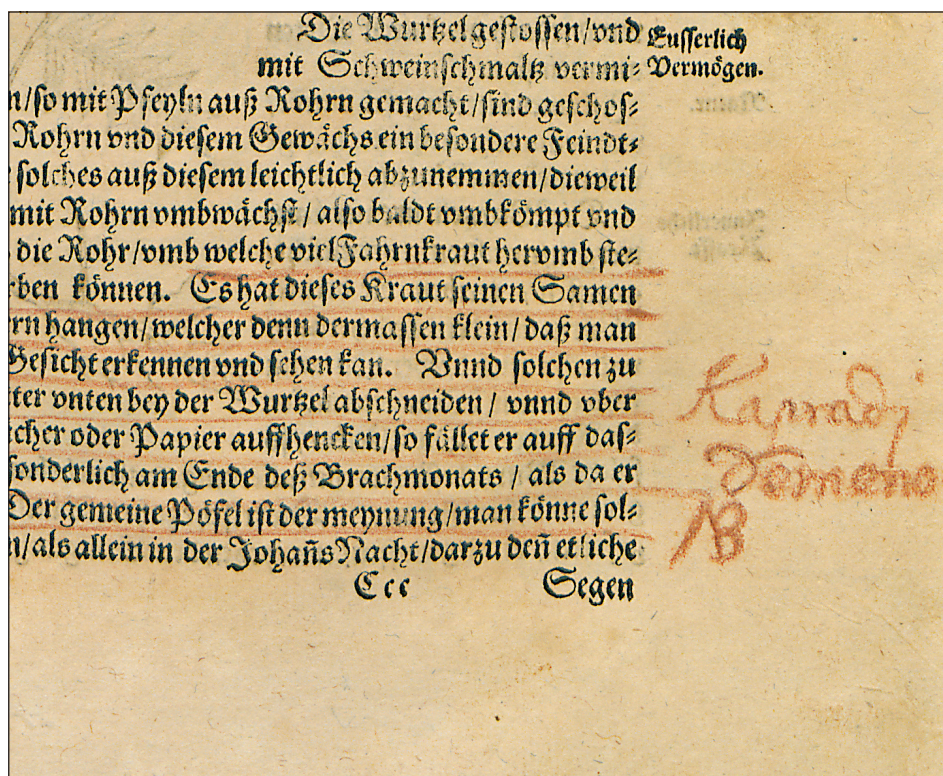 Die Wurtzel gestossen/vnd
mit Schweinschmaltz vermi-
Eusserlich
Vermögen.
n/so mit Pfeyln auß Rohrn gemacht/sind geschos-
Rohrn vnd diesem Gewächs ein besondere Feindt-
solches auß diesem leichtlich abzunemmen/dieweil
mit Rohrn vmbwächst/also baldt vmbkömpt vnd
die Rohr/vmb welche viel Fahrnkraut hervmb ste-
rben können. Es hat dieses Kraut seinen Samen
ern hangen/welcher denn dermassen klein/daß man
Gesicht erkennen vnd sehen kan. Vnnd solchen zu
tter vnten bey der Wurtzel abschneiden/vnnd vber
cher oder Papier auffhencken/so fället er auff das-
sonderlich am Ende deß Brachmonats/als da er
Der gemeine Pöfel ist der meynung/man könne sol-
n/als allein in der Johañs Nacht/darzu deñ etliche
Ccc Segen
NB